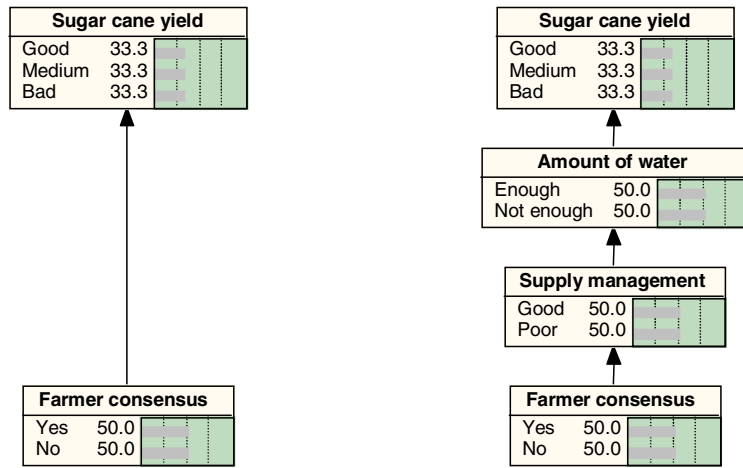 Sugar cane yield
Good 33.3
Medium 33.3
Bad 33.3
Farmer consensus
Yes 50.0
No 50.0
Sugar cane yield
Good 33.3
Medium 33.3
Bad 33.3
Amount of water
Enough 50.0
Not enough 50.0
Supply management
Good 50.0
Poor 50.0
Farmer consensus
Yes 50.0
No 50.0